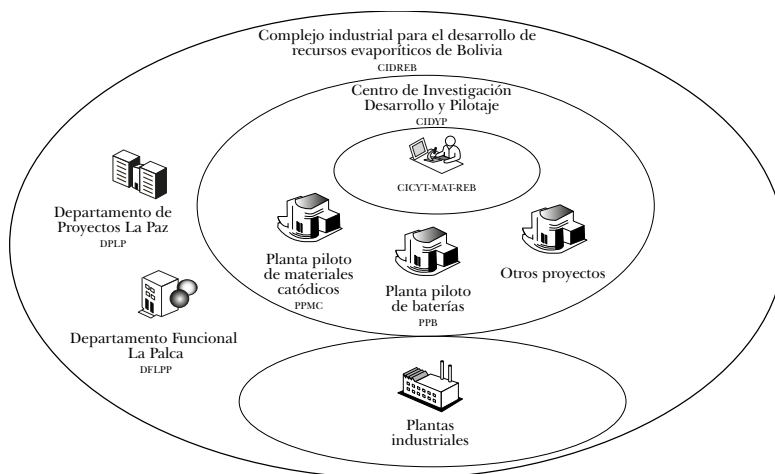 Complejo industrial para el desarrollo de
recursos evaporíticos de Bolivia
CIDREB
Centro de Investigación
Desarrollo y Pilotaje
CIDYP
CICYT-MAT-REB
Departamento de
Proyectos La Paz
DPLP
Planta piloto
de materiales
catódicos
PPMC
Planta piloto
de baterías
PPB
Otros proyectos
Departamento Funcional
La Palca
DFLPP
Plantas
industriales